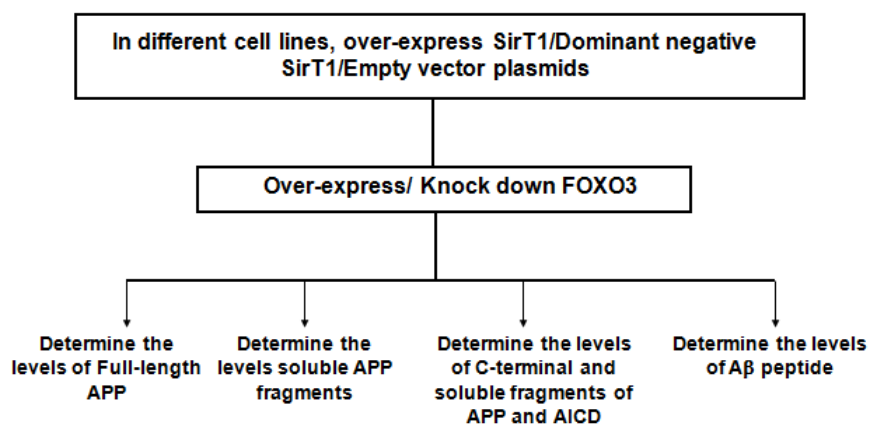 In different cell lines, over-express SirT1/Dominant negative
SirT1/Empty vector plasmids
Over-express/ Knock down FOXO3
Determine the
levels of Full-length
APP
Determine the
levels soluble APP
fragments
Determine the levels
of C-terminal and
soluble fragments of
APP and AICD
Determine the levels
of Aβ peptide